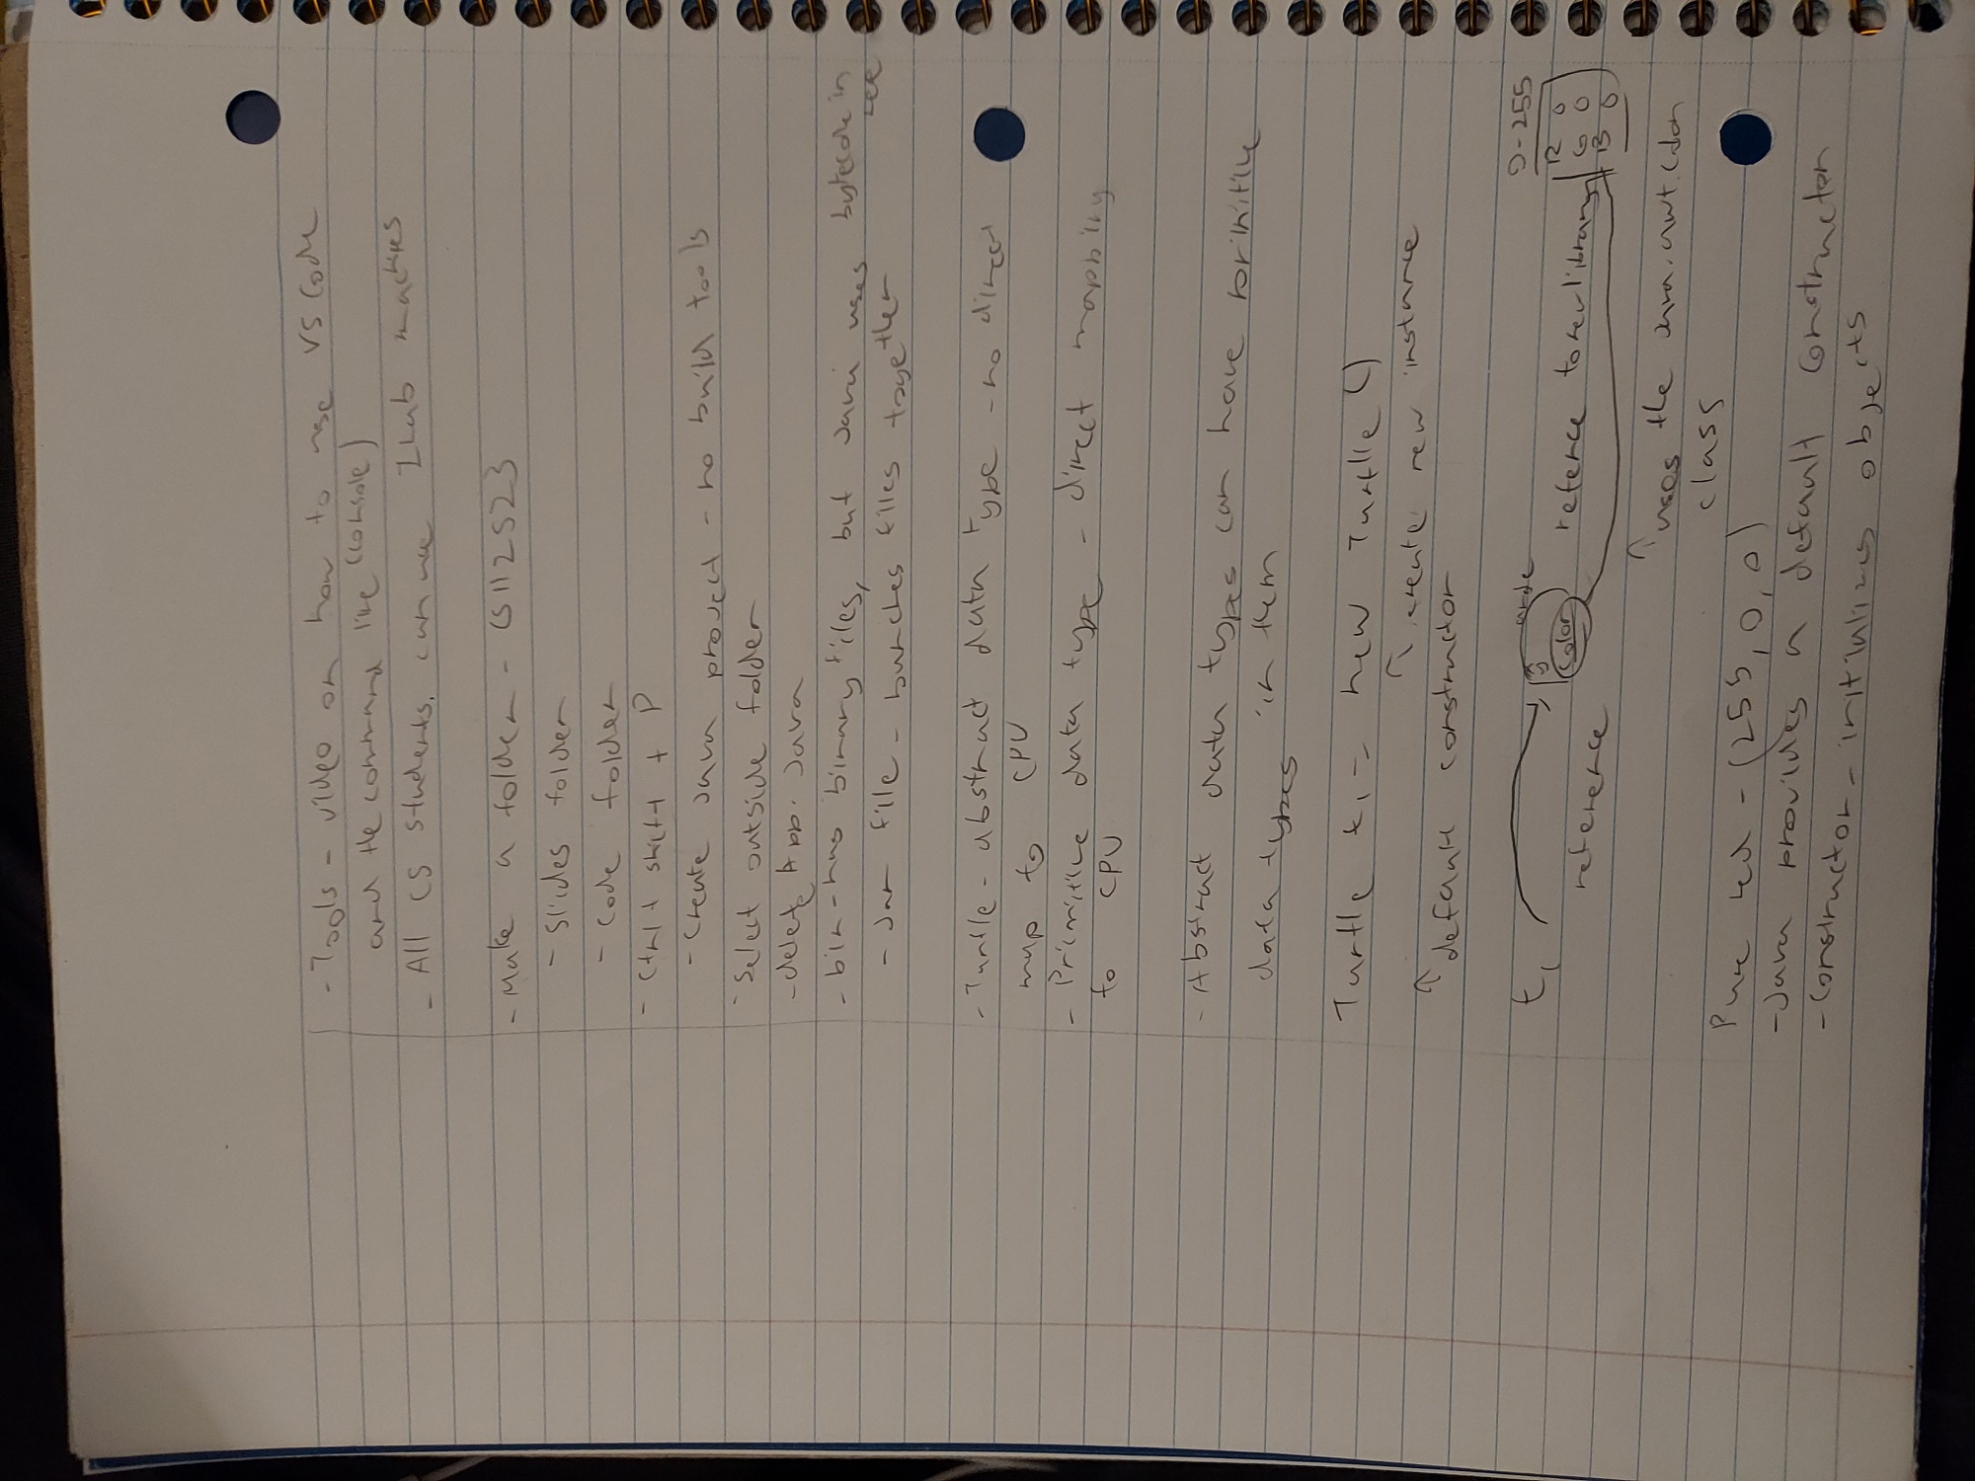 - Tools - video on how to use VS Code
and the command line (console)
- All CS students. can use ILab machines
- Make a folder - CS112S23
- Slides folder
- Code folder
- Ctrl + shift + P
- Create Java project - no build tools
- Select outside folder
- delete App.java
- bin - has binary files, but Java uses bytecode in
- Jar file - bunches files together
- Turtle - abstract data type - no direct
map to CPU
- Primitive data type - direct mapping
to CPU
- Abstract data types can have primitive
data types in them
Turtle t1 = new Turtle()
↑ create new instance
↑ default constructor
0-255
t1
Color
reference
refence to
R 0
G 0
B 0
↑ uses the java.awt.Color
class
Pure red - (255, 0, 0)
- Java provides a default constructor
- Constructor - initializes objects